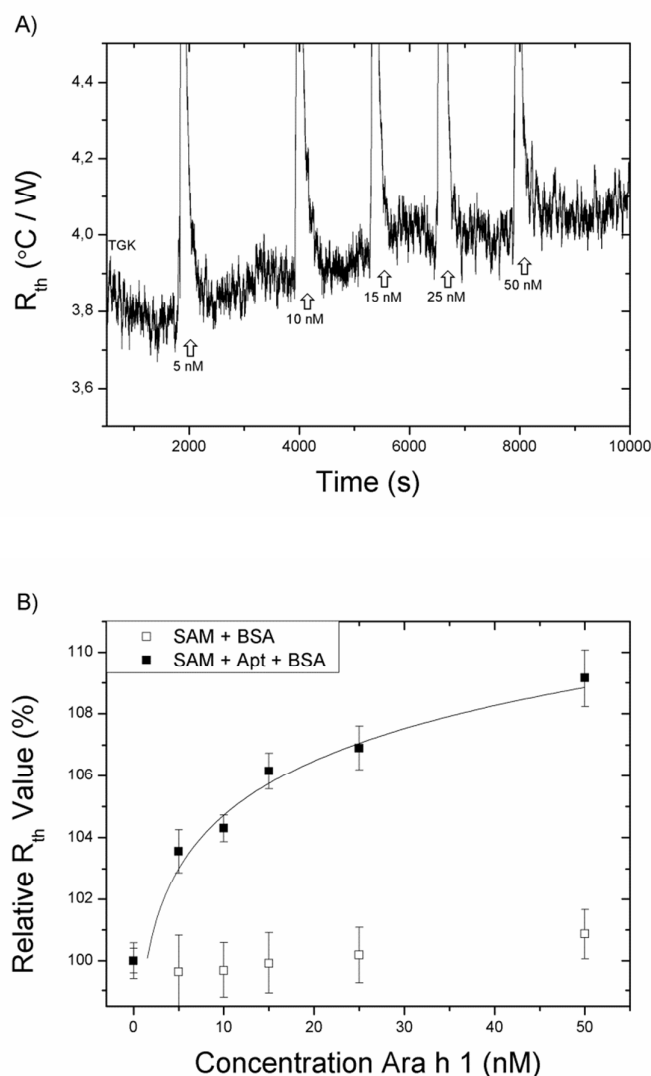 A)
4,4
4,2
4,0
3,8
3,6
R_th (°C / W)
TGK
5 nM
10 nM
15 nM
25 nM
50 nM
2000
4000
6000
8000
10000
Time (s)
B)
SAM + BSA
SAM + Apt + BSA
110
108
106
104
102
100
Relative R_th Value (%)
0
10
20
30
40
50
Concentration Ara h 1 (nM)